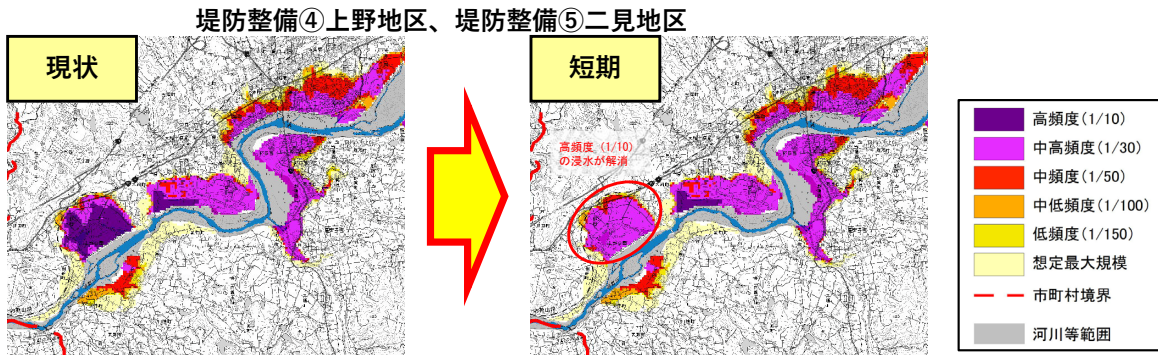 堤防整備④上野地区、堤防整備⑤二見地区
現状
短期
高頻度(1/10)
の浸水が解消
高頻度(1/10)
中高頻度(1/30)
中頻度(1/50)
中低頻度(1/100)
低頻度(1/150)
想定最大規模
市町村境界
河川等範囲